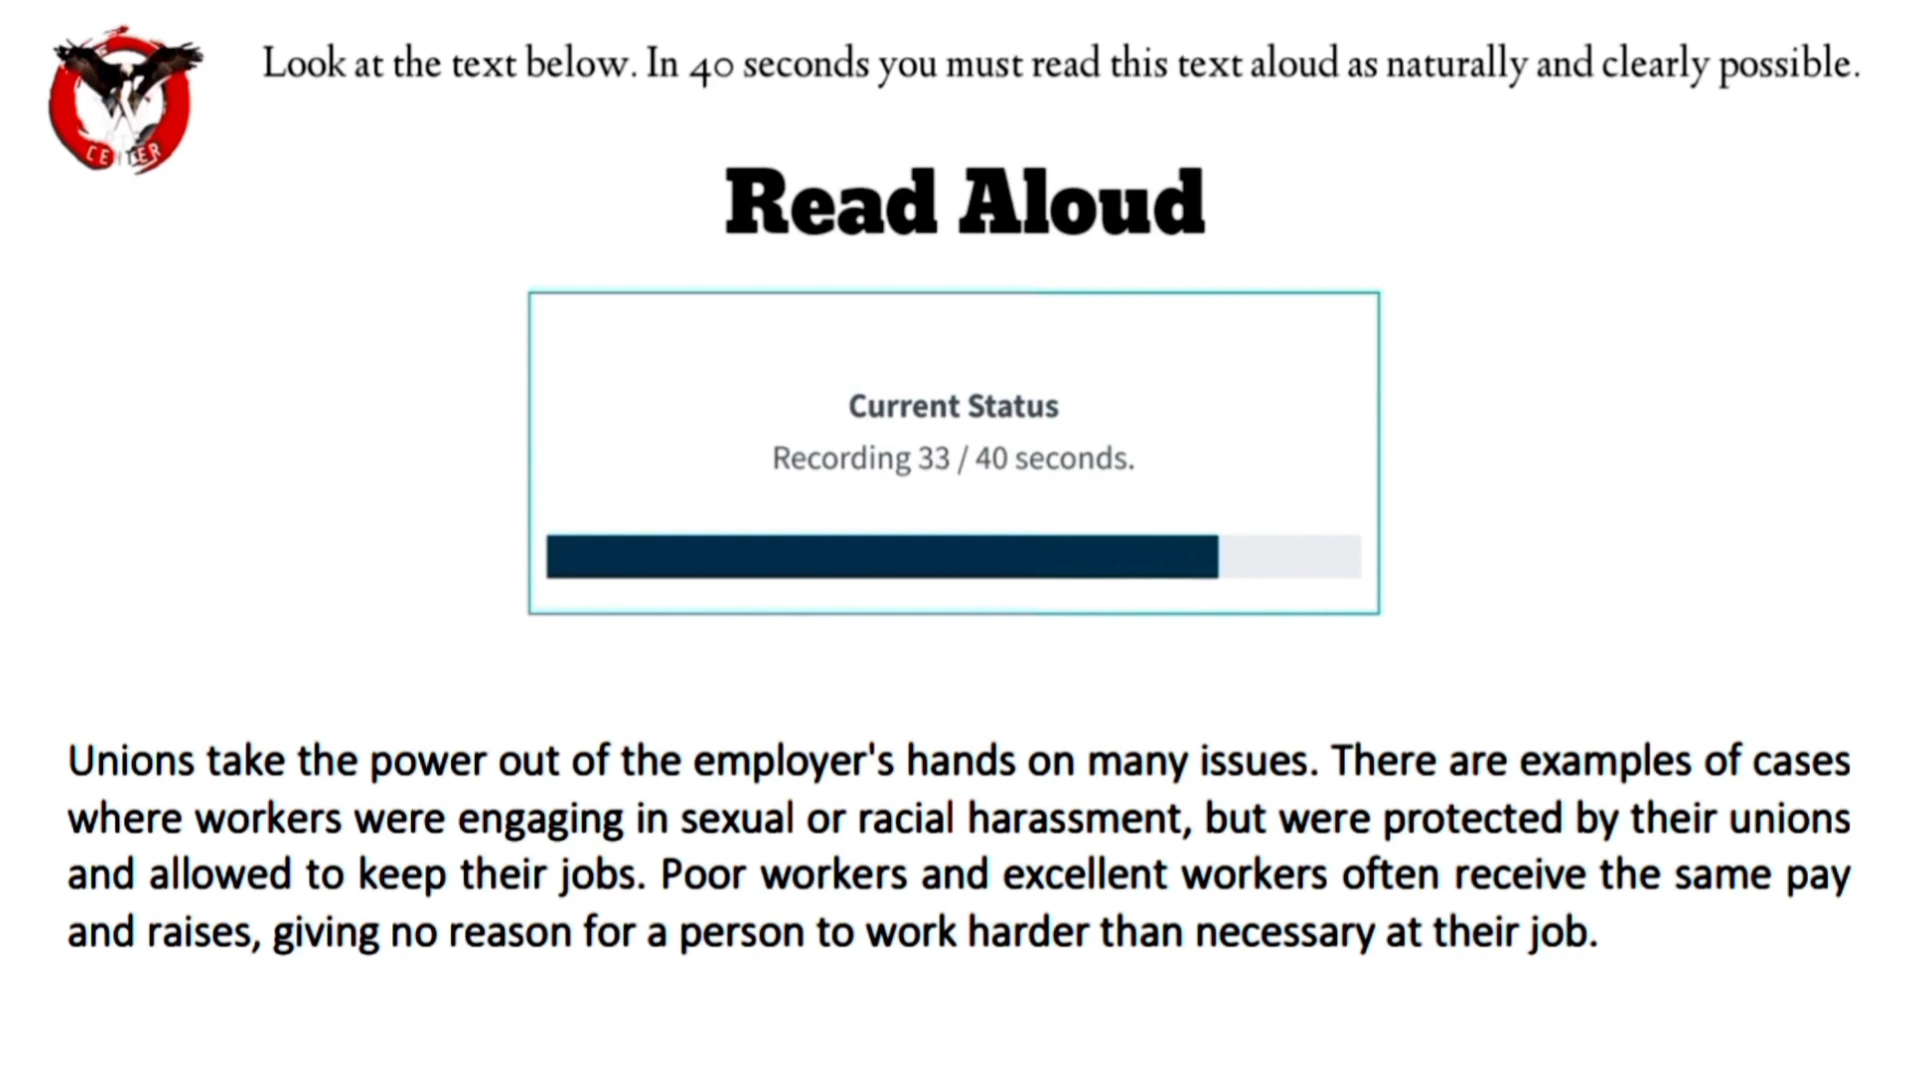 Look at the text below. In 40 seconds you must read this text aloud as naturally and clearly possible.
CENTER
Read Aloud
Current Status
Recording 33 / 40 seconds.
Unions take the power out of the employer's hands on many issues. There are examples of cases
where workers were engaging in sexual or racial harassment, but were protected by their unions
and allowed to keep their jobs. Poor workers and excellent workers often receive the same pay
and raises, giving no reason for a person to work harder than necessary at their job.